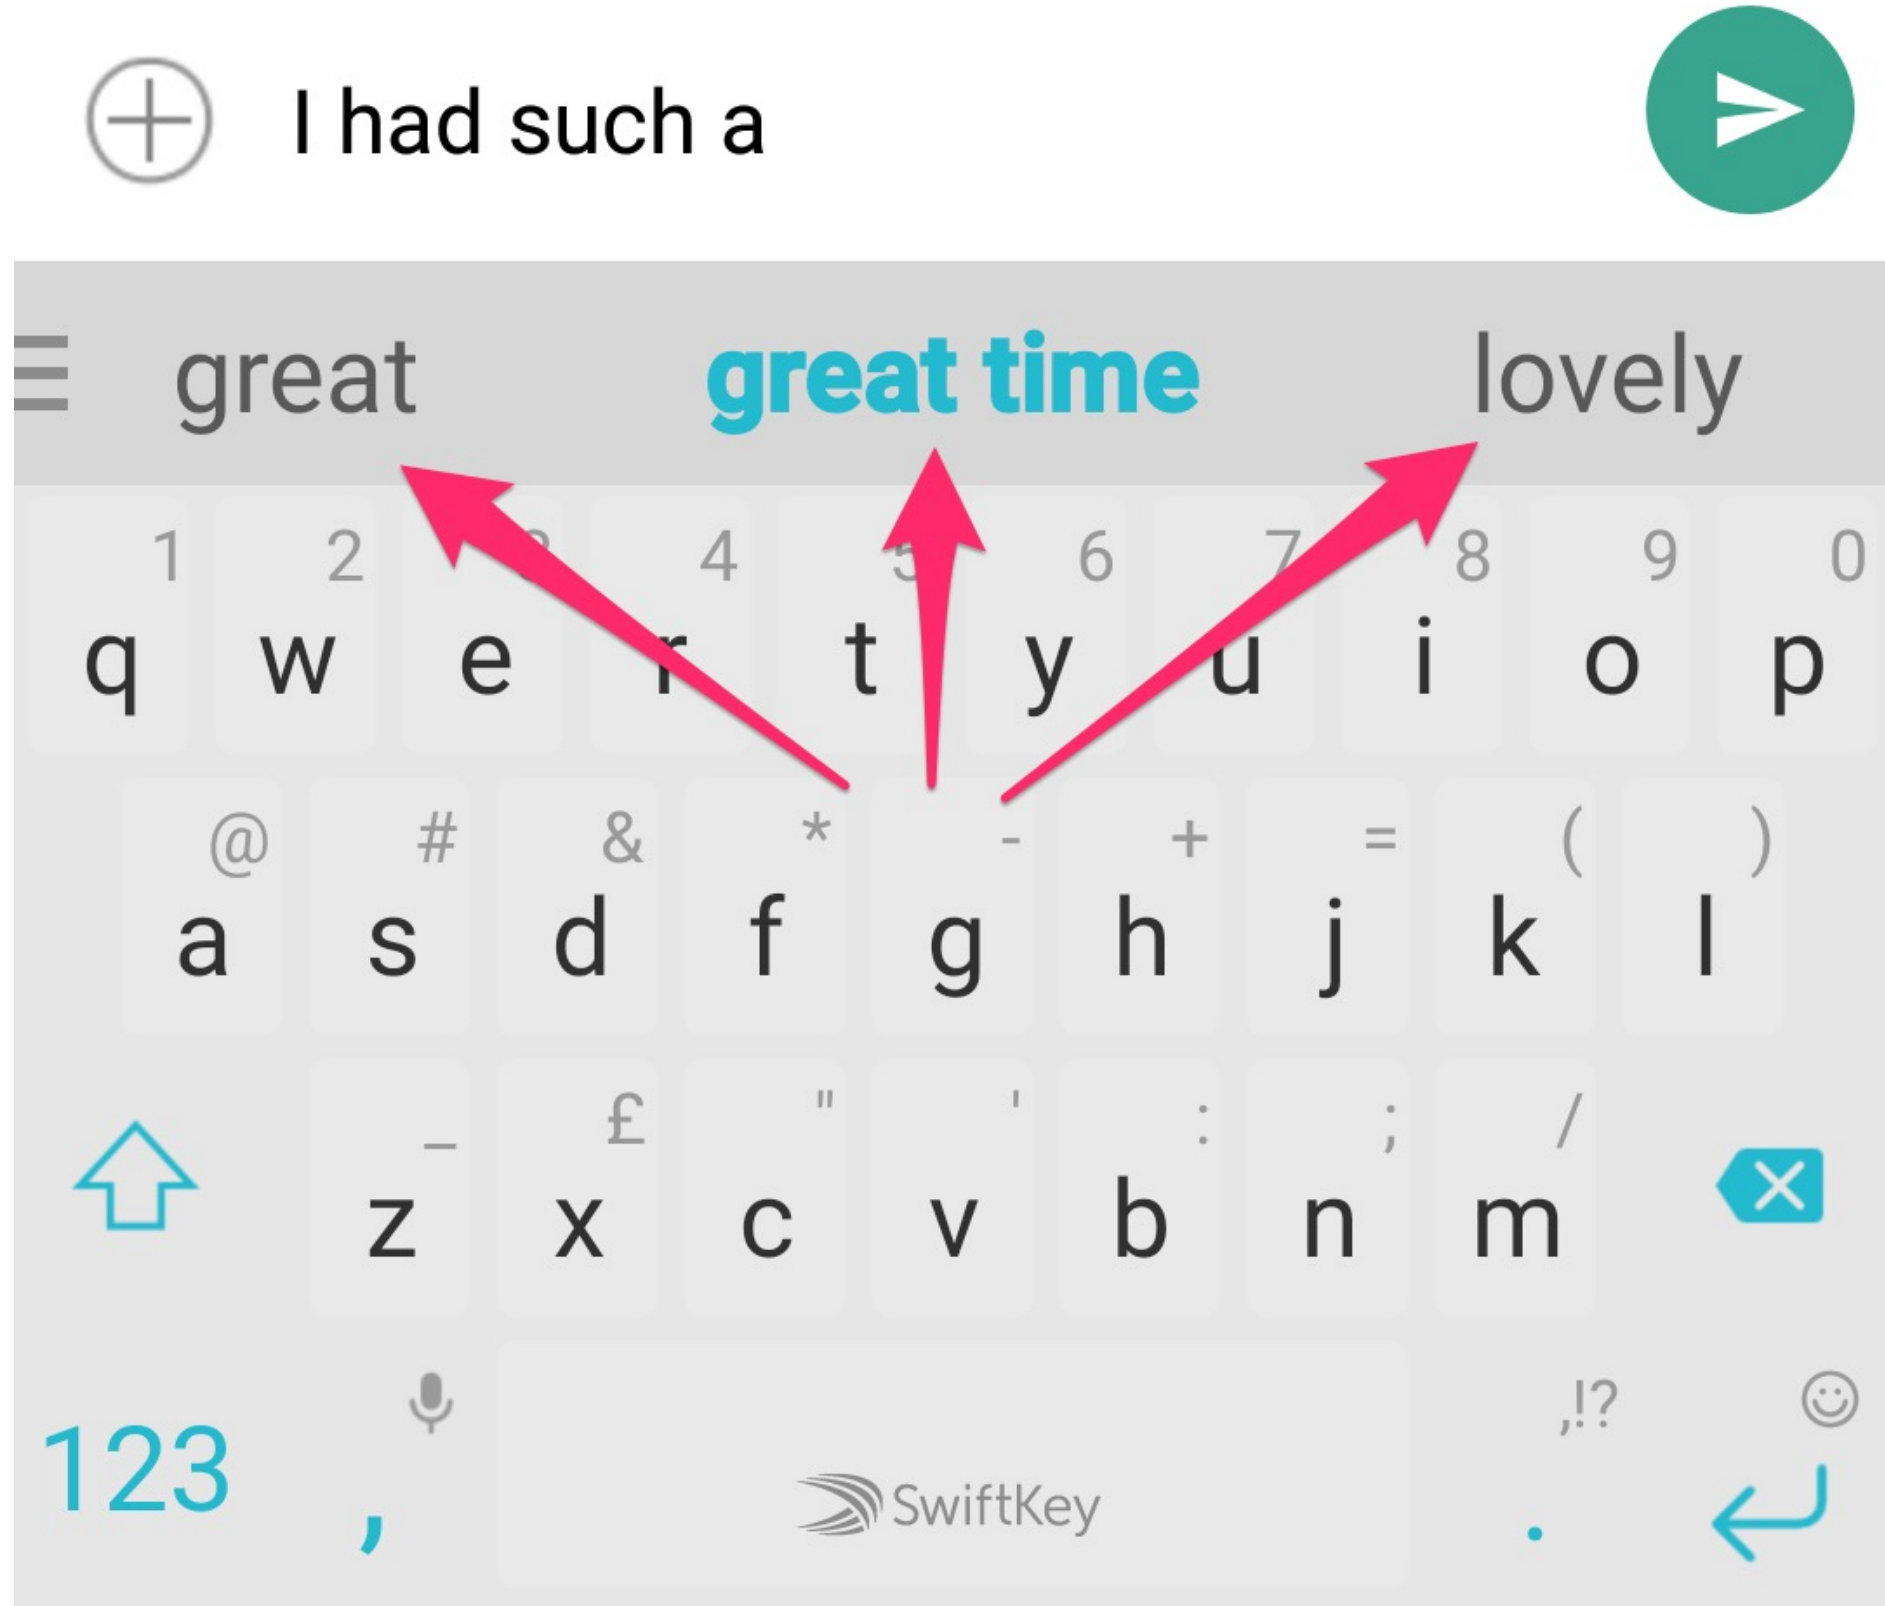 I had such a
great great time lovely
1 2 3 4 5 6 7 8 9 0
q w e r t y u i o p
@ # & * - + = ( )
a s d f g h j k l
_ £ " ' : ; /
z x c v b n m
,!?
123 , SwiftKey .